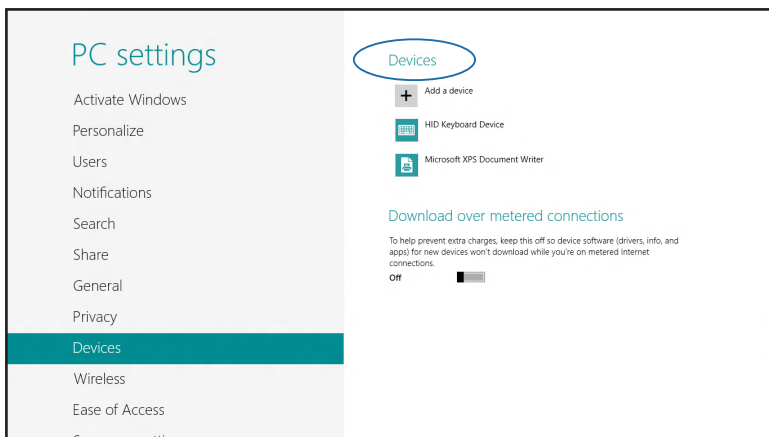 PC settings
Activate Windows
Personalize
Users
Notifications
Search
Share
General
Privacy
Devices
Wireless
Ease of Access
Devices
Add a device
HID Keyboard Device
Microsoft XPS Document Writer
Download over metered connections
To help prevent extra charges, keep this off so device software (drivers, info, and
apps) for new devices won't download while you're on metered Internet
connections.
Off